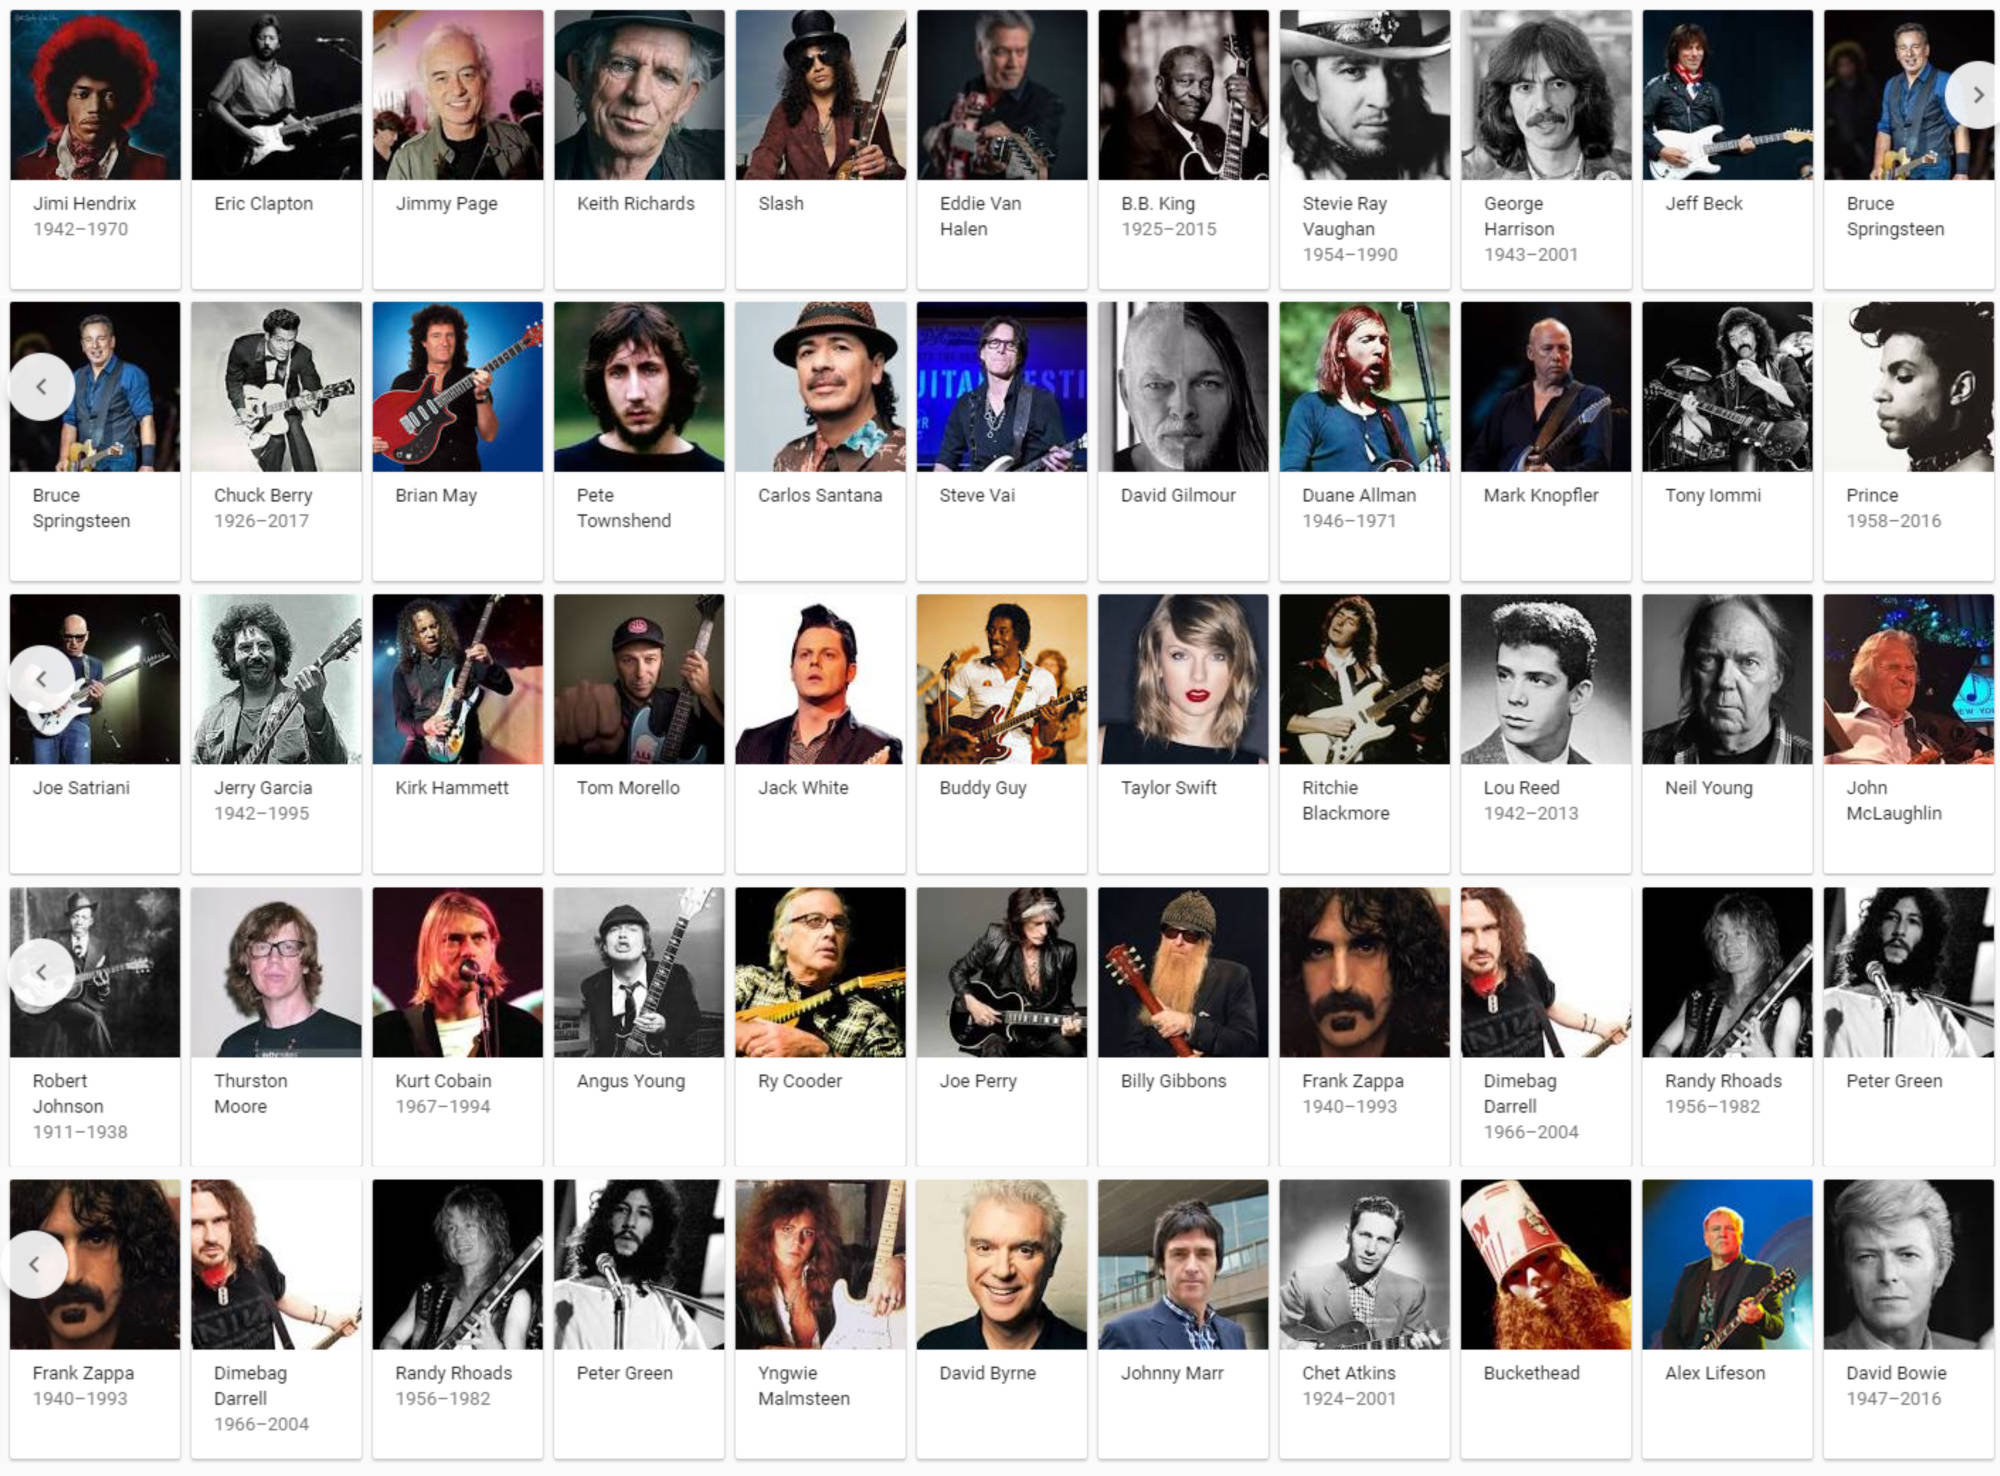 Jimi Hendrix
1942–1970
Eric Clapton
Jimmy Page
Keith Richards
Slash
Eddie Van
Halen
B.B. King
1925–2015
Stevie Ray
Vaughan
1954–1990
George
Harrison
1943–2001
Jeff Beck
Bruce
Springsteen
Bruce
Springsteen
Chuck Berry
1926–2017
Brian May
Pete
Townshend
Carlos Santana
Steve Vai
David Gilmour
Duane Allman
1946–1971
Mark Knopfler
Tony Iommi
Prince
1958–2016
Joe Satriani
Jerry Garcia
1942–1995
Kirk Hammett
Tom Morello
Jack White
Buddy Guy
Taylor Swift
Ritchie
Blackmore
Lou Reed
1942–2013
Neil Young
John
McLaughlin
Robert
Johnson
1911–1938
Thurston
Moore
Kurt Cobain
1967–1994
Angus Young
Ry Cooder
Joe Perry
Billy Gibbons
Frank Zappa
1940–1993
Dimebag
Darrell
1966–2004
Randy Rhoads
1956–1982
Peter Green
Frank Zappa
1940–1993
Dimebag
Darrell
1966–2004
Randy Rhoads
1956–1982
Peter Green
Yngwie
Malmsteen
David Byrne
Johnny Marr
Chet Atkins
1924–2001
Buckethead
Alex Lifeson
David Bowie
1947–2016